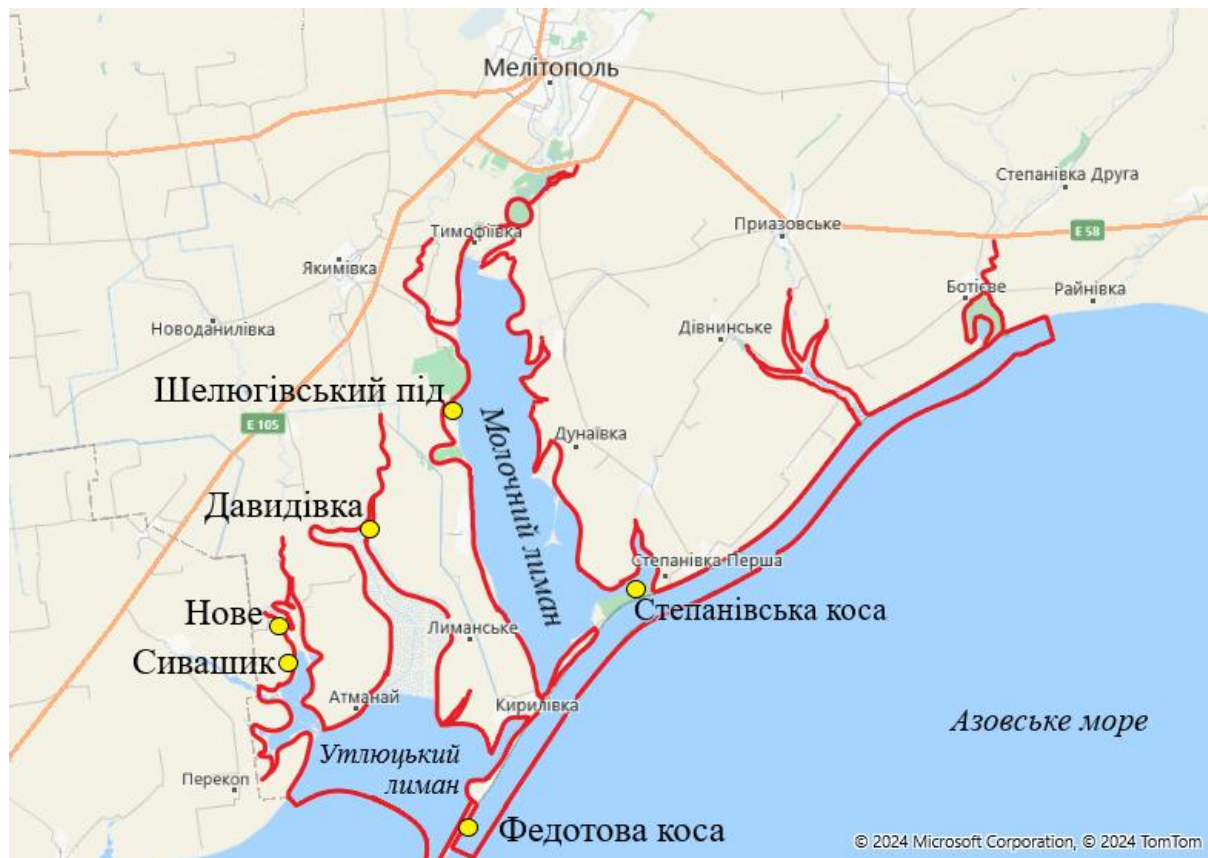 Мелітополь
Степанівка Друга
Приазовське
E 58
Тимофіївка
Якимівка
Ботієве
Райнівка
Новоданилівка
Дівнинське
Шелюгівський під
E 105
Молочний лиман
Дунаївка
Давидівка
Степанівка Перша
Степанівська коса
Нове
Лиманське
Сивашик
Атманай
Кирилівка
Азовське море
Утлюцький
лиман
Перекоп
Федотова коса
© 2024 Microsoft Corporation, © 2024 TomTom